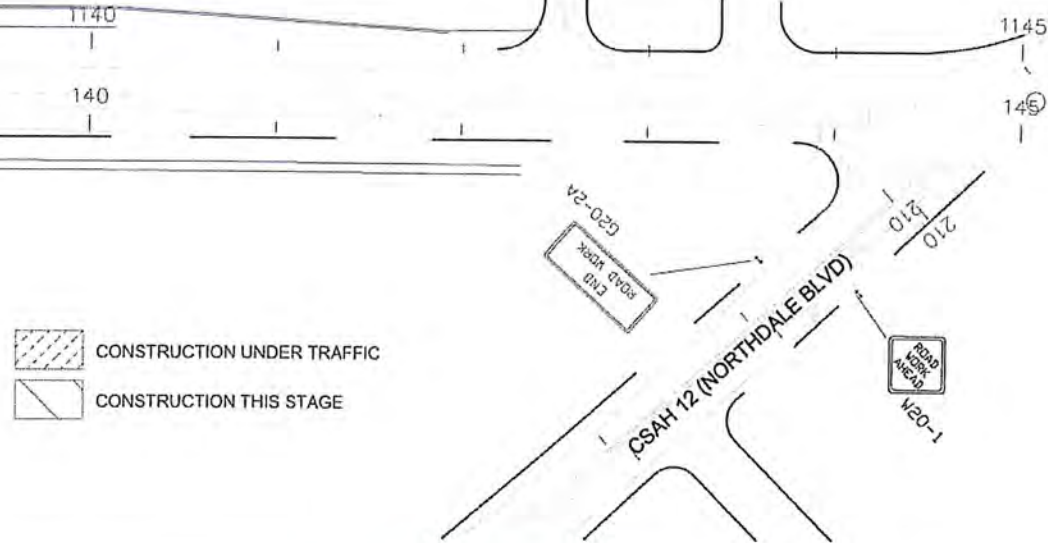 1140
1145
140
145
G20-2A
END
ROAD WORK
210
210
CSAH 12 (NORTHDALE BLVD)
ROAD
WORK
AHEAD
W20-1
CONSTRUCTION UNDER TRAFFIC
CONSTRUCTION THIS STAGE